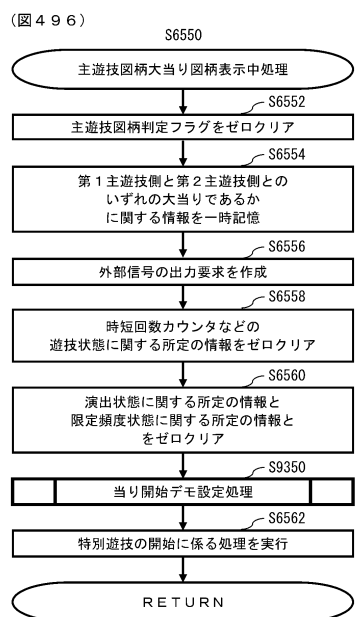 (図496)
S6550
主遊技図柄大当り図柄表示中処理
S6552
主遊技図柄判定フラグをゼロクリア
S6554
第1主遊技側と第2主遊技側との
いずれの大当りであるか
に関する情報を一時記憶
S6556
外部信号の出力要求を作成
S6558
時短回数カウンタなどの
遊技状態に関する所定の情報をゼロクリア
S6560
演出状態に関する所定の情報と
限定頻度状態に関する所定の情報と
をゼロクリア
S9350
当り開始デモ設定処理
S6562
特別遊技の開始に係る処理を実行
RETURN